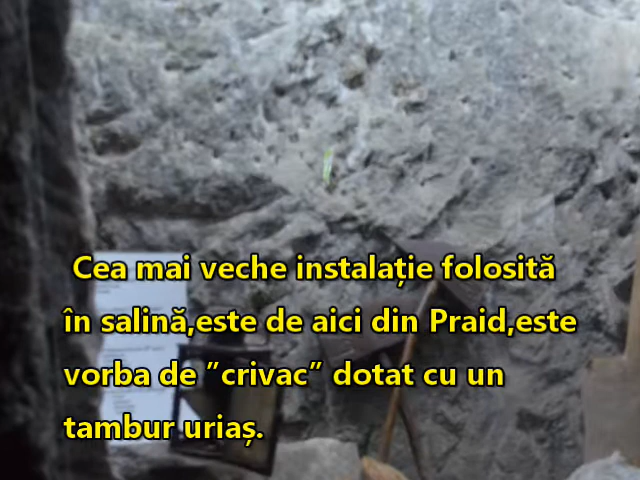 Cea mai veche instalație folosită
în salină,este de aici din Praid,este
vorba de ″crivac″ dotat cu un
tambur uriaș.